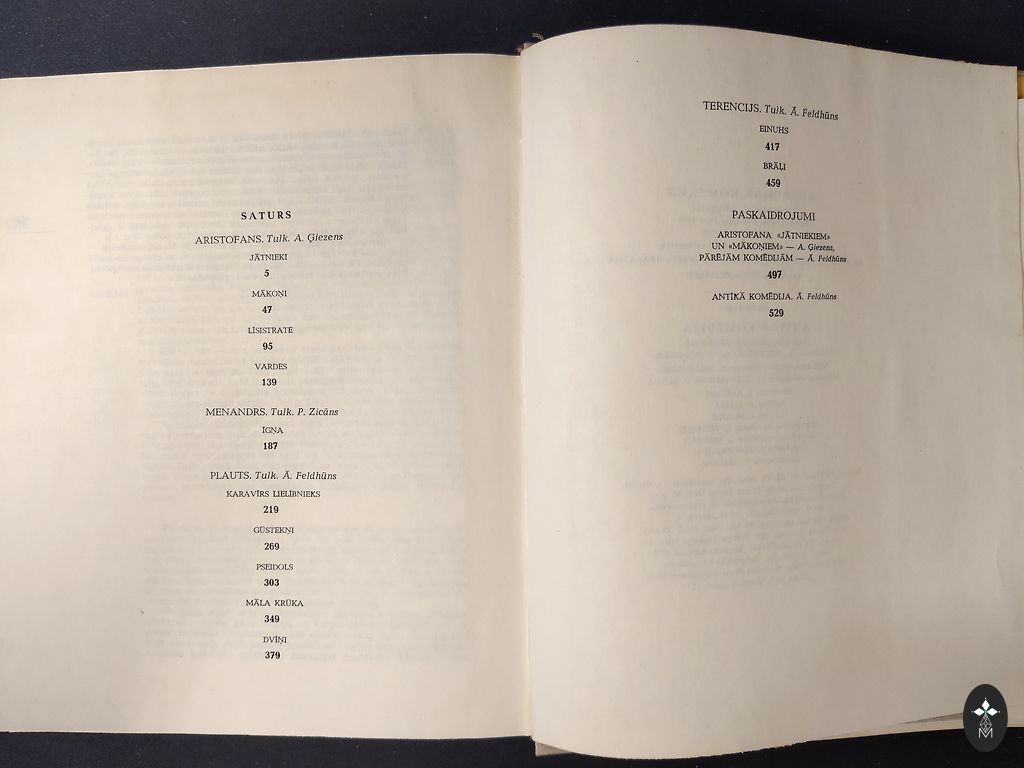 SATURS
ARISTOFANS. Tulk. A. Ģiezens
JĀTNIEKI
5
MĀKOŅI
47
LĪSISTRATE
95
VARDES
139
MENANDRS. Tulk. P. Zicāns
ĪGŅA
187
PLAUTS. Tulk. Ā. Feldhūns
KARAVĪRS LIELĪBNIEKS
219
GŪSTEKŅI
269
PSEIDOLS
303
MĀLA KRŪKA
349
DVĪŅI
379
TERENCIJS. Tulk. Ā. Feldhūns
EINUHS
417
BRĀĻI
459
PASKAIDROJUMI
ARISTOFANA «JĀTNIEKIEM»
UN «MĀKOŅIEM» — A. Ģiezens,
PĀRĒJĀM KOMĒDIJĀM — Ā. Feldhūns
497
ANTĪKĀ KOMĒDIJA. Ā. Feldhūns
529